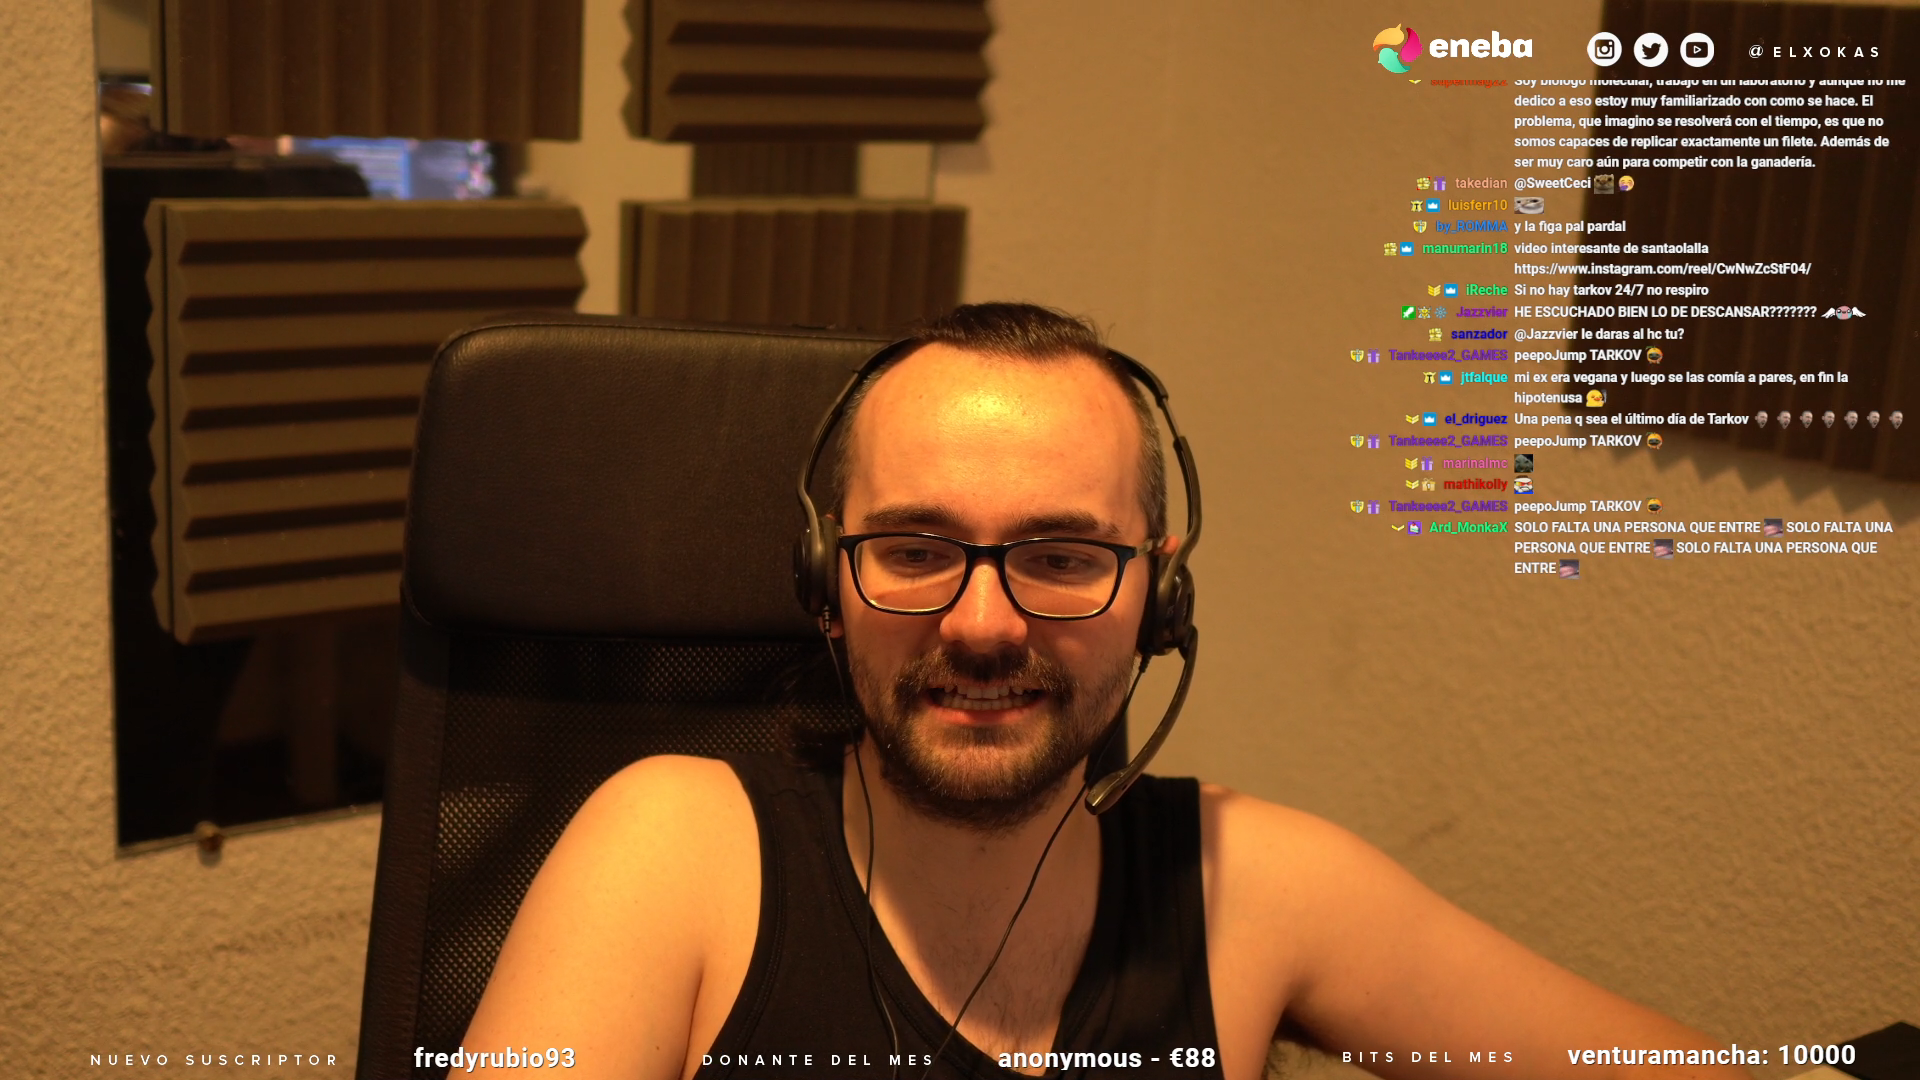 eneba
@ELXOKAS
Soy biólogo molecular, trabajo en un laboratorio y aunque no me
dedico a eso estoy muy familiarizado con como se hace. El
problema, que imagino se resolverá con el tiempo, es que no
somos capaces de replicar exactamente un filete. Además de
ser muy caro aún para competir con la ganadería.
takedian @SweetCeci
luisferr10
by_ROMMA y la figa pal pardal
manumarin18 video interesante de santaolalla
https://www.instagram.com/reel/CwNwZcStF04/
iReche Si no hay tarkov 24/7 no respiro
Jazzvier HE ESCUCHADO BIEN LO DE DESCANSAR???????
sanzador @Jazzvier le daras al hc tu?
Tankeeee2_GAMES peepoJump TARKOV
jtfalque mi ex era vegana y luego se las comía a pares, en fin la
hipotenusa
el_driguez Una pena q sea el último día de Tarkov
Tankeeee2_GAMES peepoJump TARKOV
marinalmc
mathikolly
Tankeeee2_GAMES peepoJump TARKOV
Ard_MonkaX SOLO FALTA UNA PERSONA QUE ENTRE SOLO FALTA UNA
PERSONA QUE ENTRE SOLO FALTA UNA PERSONA QUE
ENTRE
NUEVO SUSCRIPTOR fredyrubio93 DONANTE DEL MES anonymous - €88 BITS DEL MES venturamancha: 10000